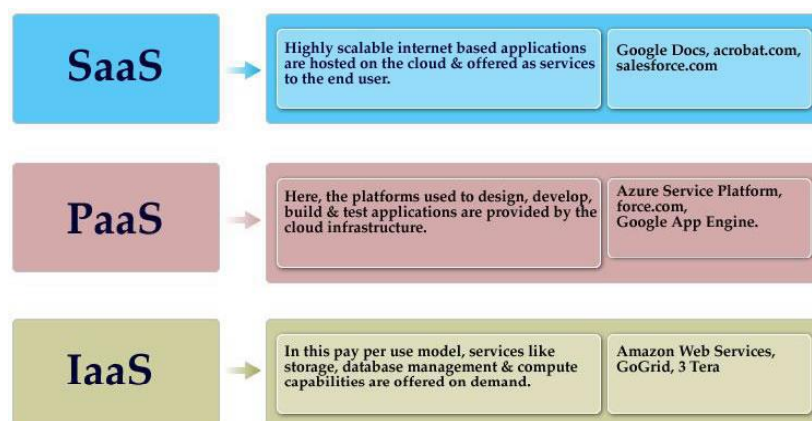 SaaS
Highly scalable internet based applications
are hosted on the cloud & offered as services
to the end user.
Google Docs, acrobat.com,
salesforce.com
PaaS
Here, the platforms used to design, develop,
build & test applications are provided by the
cloud infrastructure.
Azure Service Platform,
force.com,
Google App Engine.
IaaS
In this pay per use model, services like
storage, database management & compute
capabilities are offered on demand.
Amazon Web Services,
GoGrid, 3 Tera